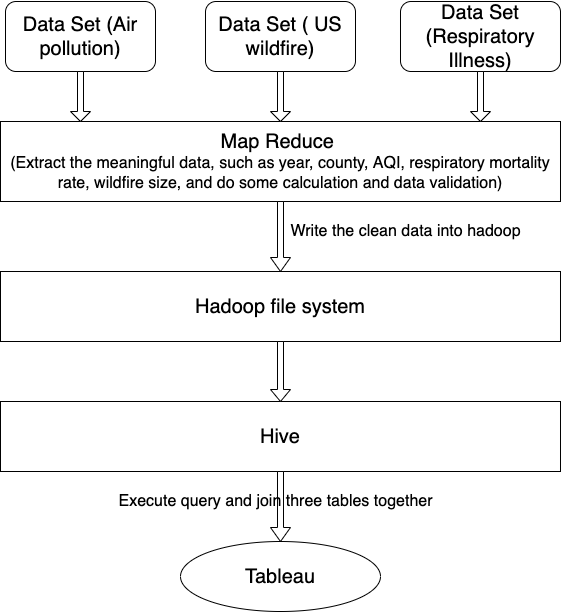 Data Set (Air
pollution)
Data Set ( US
wildfire)
Data Set
(Respiratory
Illness)
Map Reduce
(Extract the meaningful data, such as year, county, AQI, respiratory mortality
rate, wildfire size, and do some calculation and data validation)
Write the clean data into hadoop
Hadoop file system
Hive
Execute query and join three tables together
Tableau